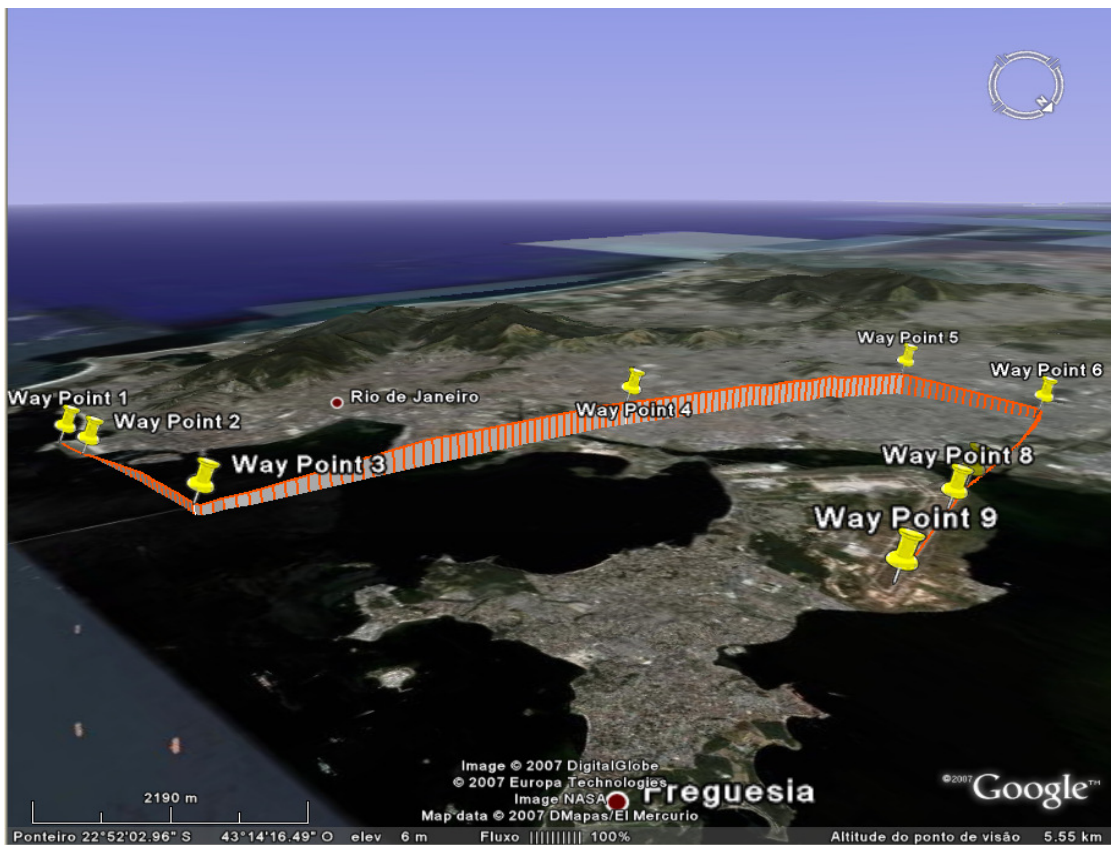 N
Way Point 5
Way Point 6
Way Point 1
Rio de Janeiro
Way Point 2
Way Point 4
Way Point 3
Way Point 8
Way Point 9
Image © 2007 DigitalGlobe
© 2007 Europa Technologies
Image NASA
Freguesia
Map data © 2007 DMapas/El Mercurio
©2007 Google™
2190 m
Ponteiro 22°52'02.96" S 43°14'16.49" O elev 6 m Fluxo |||||||||| 100% Altitude do ponto de visão 5.55 km